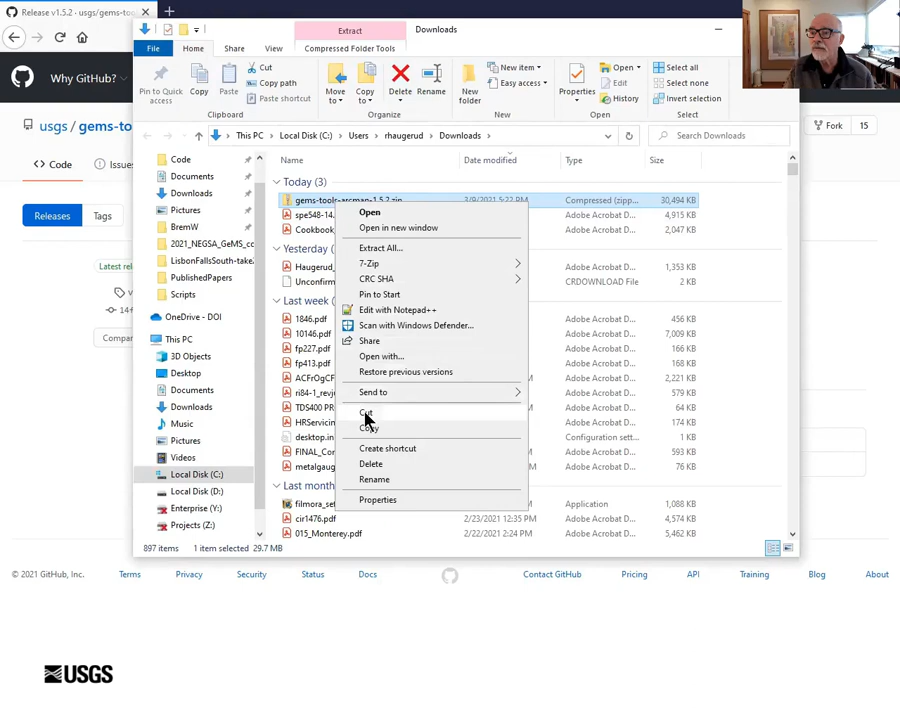 Release v1.5.2 · usgs/gems-too
Extract
Downloads
File
Home
Share
View
Compressed Folder Tools
Why GitHub?
Pin to Quick access
Copy
Paste
Cut
Copy path
Paste shortcut
Clipboard
Move to
Copy to
Delete
Rename
Organize
New folder
New item
Easy access
New
Properties
Open
Edit
History
Open
Select all
Select none
Invert selection
Select
usgs / gems-to
Fork 15
This PC > Local Disk (C:) > Users > rhaugerud > Downloads >
Search Downloads
Code
Issues
Releases
Tags
Latest rel
Compar
Code
Documents
Downloads
Pictures
BremW
2021_NEGSA_GeMS_cc
LisbonFallsSouth-take
PublishedPapers
Scripts
OneDrive - DOI
This PC
3D Objects
Desktop
Documents
Downloads
Music
Pictures
Videos
Local Disk (C:)
Local Disk (D:)
Enterprise (Y:)
Projects (Z:)
Name Date modified Type Size
Today (3)
gems-tools-arcmap-1.5.2.zip 3/9/2021 5:22 PM Compressed (zipp... 30,494 KB
spe548-14. Adobe Acrobat D... 4,915 KB
Cookbook Adobe Acrobat D... 2,047 KB
Yesterday (
Haugerud_ Adobe Acrobat D... 1,353 KB
Unconfirm CRDOWNLOAD File 2 KB
Last week (
1846.pdf Adobe Acrobat D... 456 KB
10146.pdf Adobe Acrobat D... 7,009 KB
fp227.pdf Adobe Acrobat D... 166 KB
fp413.pdf Adobe Acrobat D... 168 KB
ACFrOgCF M Adobe Acrobat D... 2,221 KB
ri84-1_revj Adobe Acrobat D... 279 KB
TDS400 PR M Adobe Acrobat D... 64 KB
HRServicin M Adobe Acrobat D... 174 KB
desktop.in M Configuration sett... 1 KB
FINAL_Cor M Adobe Acrobat D... 593 KB
metalgaug M Adobe Acrobat D... 76 KB
Last month
filmora_se Application 1,088 KB
cir1476.pdf 2/23/2021 12:35 PM Adobe Acrobat D... 4,574 KB
015_Monterey.pdf 2/22/2021 2:24 PM Adobe Acrobat D... 5,462 KB
Open
Open in new window
Extract All...
7-Zip
CRC SHA
Pin to Start
Edit with Notepad++
Scan with Windows Defender...
Share
Open with...
Restore previous versions
Send to
Cut
Copy
Create shortcut
Delete
Rename
Properties
897 items 1 item selected 29.7 MB
© 2021 GitHub, Inc. Terms Privacy Security Status Docs Contact GitHub Pricing API Training Blog About
USGS